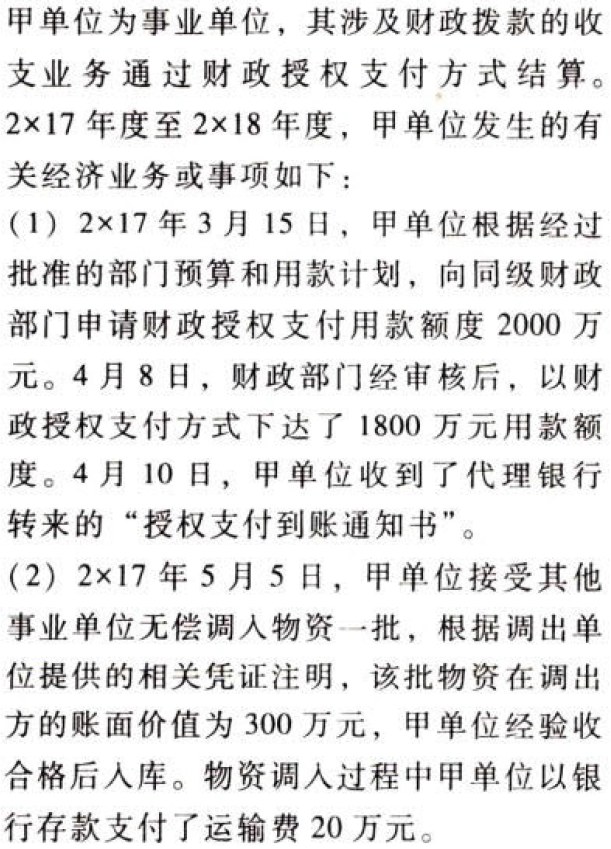 甲单位为事业单位，其涉及财政拨款的收
支业务通过财政授权支付方式结算。
2×17 年度至 2×18 年度，甲单位发生的有
关经济业务或事项如下：
(1) 2×17 年 3 月 15 日，甲单位根据经过
批准的部门预算和用款计划，向同级财政
部门申请财政授权支付用款额度 2000 万
元。4 月 8 日，财政部门经审核后，以财
政授权支付方式下达了 1800 万元用款额
度。4 月 10 日，甲单位收到了代理银行
转来的“授权支付到账通知书”。
(2) 2×17 年 5 月 5 日，甲单位接受其他
事业单位无偿调入物资一批，根据调出单
位提供的相关凭证注明，该批物资在调出
方的账面价值为 300 万元，甲单位经验收
合格后入库。物资调入过程中甲单位以银
行存款支付了运输费 20 万元。